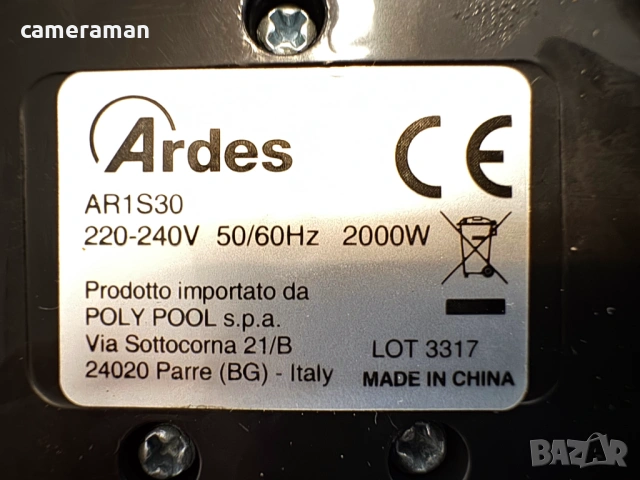 cameraman
Ardes
CE
AR1S30
220-240V 50/60Hz 2000W
Prodotto importato da
POLY POOL s.p.a.
Via Sottocorna 21/B
24020 Parre (BG) - Italy
LOT 3317
MADE IN CHINA
BAZAR